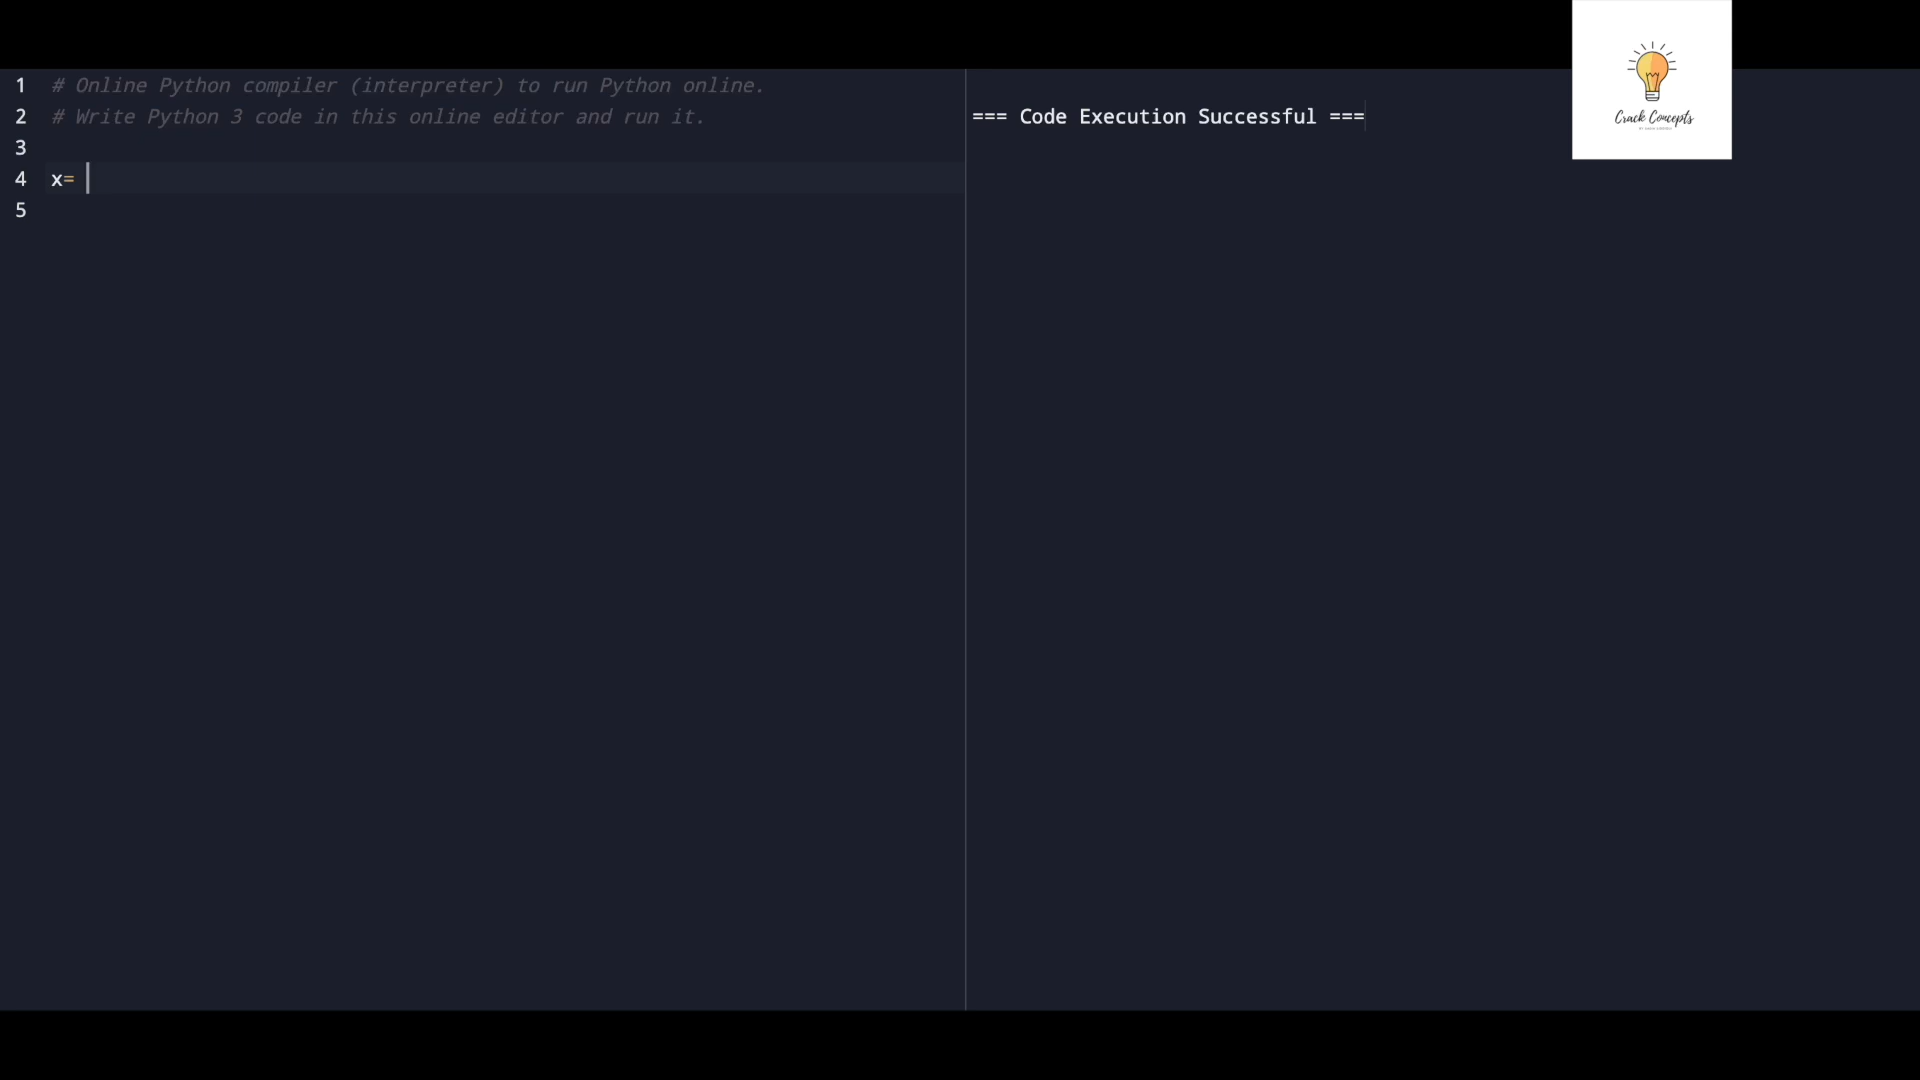 1 # Online Python compiler (interpreter) to run Python online.
2 # Write Python 3 code in this online editor and run it.
3
4 x=
5
=== Code Execution Successful ===
Crack Concepts